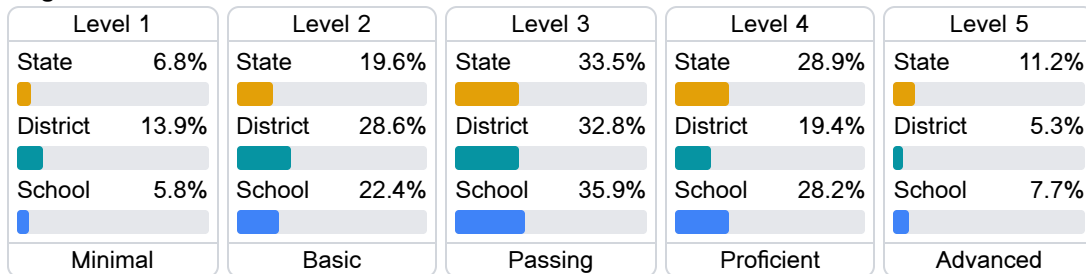 Level 1
State 6.8%
District 13.9%
School 5.8%
Minimal
Level 2
State 19.6%
District 28.6%
School 22.4%
Basic
Level 3
State 33.5%
District 32.8%
School 35.9%
Passing
Level 4
State 28.9%
District 19.4%
School 28.2%
Proficient
Level 5
State 11.2%
District 5.3%
School 7.7%
Advanced